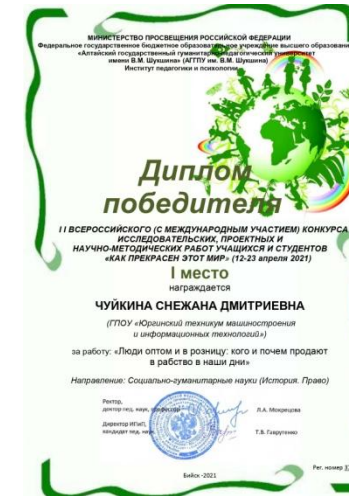 МИНИСТЕРСТВО ПРОСВЕЩЕНИЯ РОССИЙСКОЙ ФЕДЕРАЦИИ
Федеральное государственное бюджетное образовательное учреждение высшего образования
«Алтайский государственный гуманитарно-педагогический университет
имени В.М. Шукшина» (АГГПУ им. В.М. Шукшина)
Институт педагогики и психологии
Диплом
победителя
II ВСЕРОССИЙСКОГО (С МЕЖДУНАРОДНЫМ УЧАСТИЕМ) КОНКУРСА
ИССЛЕДОВАТЕЛЬСКИХ, ПРОЕКТНЫХ И
НАУЧНО-МЕТОДИЧЕСКИХ РАБОТ УЧАЩИХСЯ И СТУДЕНТОВ
«КАК ПРЕКРАСЕН ЭТОТ МИР» (12-23 апреля 2021)
I место
награждается
ЧУЙКИНА СНЕЖАНА ДМИТРИЕВНА
(ГПОУ «Юргинский техникум машиностроения
и информационных технологий»)
за работу: «Люди оптом и в розницу: кого и почем продают
в рабство в наши дни»
Направление: Социально-гуманитарные науки (История. Право)
Ректор,
доктор пед. наук, профессор
Л.А. Мокрецова
Директор ИПиП,
кандидат пед. наук
Т.В. Гаврутенко
Бийск -2021
Рег. номер